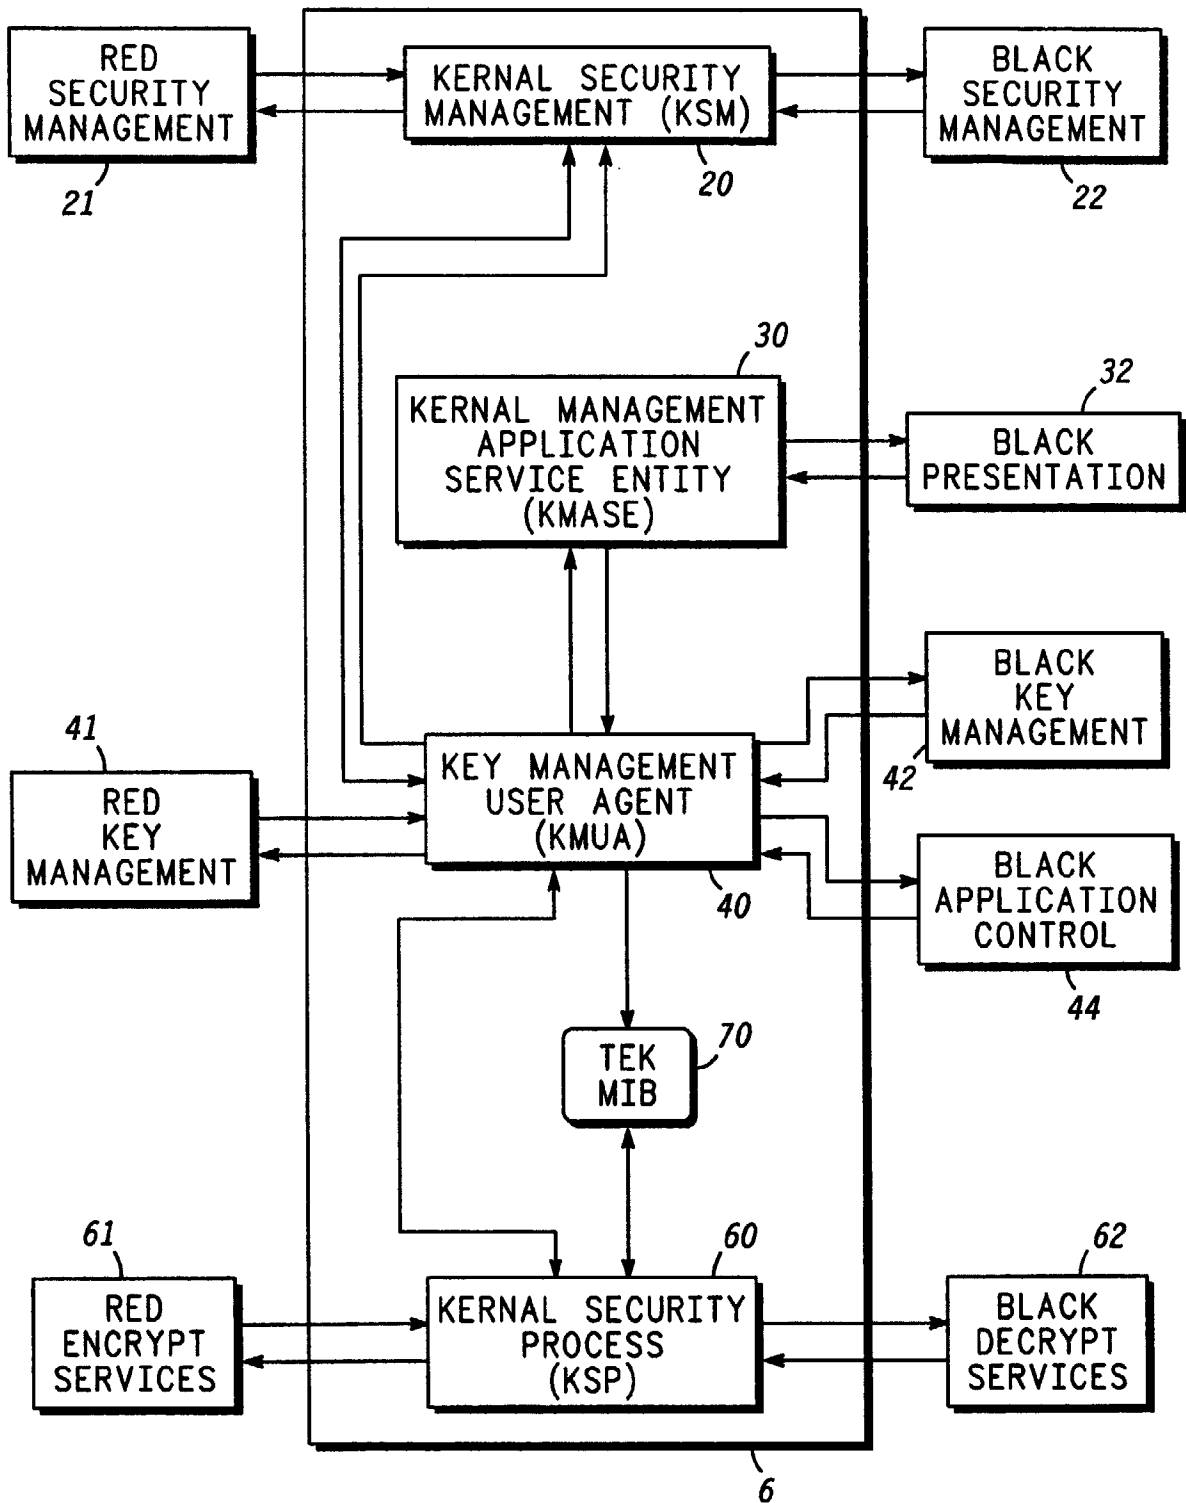 RED
SECURITY
MANAGEMENT
21
KERNAL SECURITY
MANAGEMENT (KSM)
20
BLACK
SECURITY
MANAGEMENT
22
30
KERNAL MANAGEMENT
APPLICATION
SERVICE ENTITY
(KMASE)
32
BLACK
PRESENTATION
BLACK
KEY
MANAGEMENT
42
41
RED
KEY
MANAGEMENT
KEY MANAGEMENT
USER AGENT
(KMUA)
40
BLACK
APPLICATION
CONTROL
44
TEK
MIB
70
61
RED
ENCRYPT
SERVICES
60
KERNAL SECURITY
PROCESS
(KSP)
62
BLACK
DECRYPT
SERVICES
6